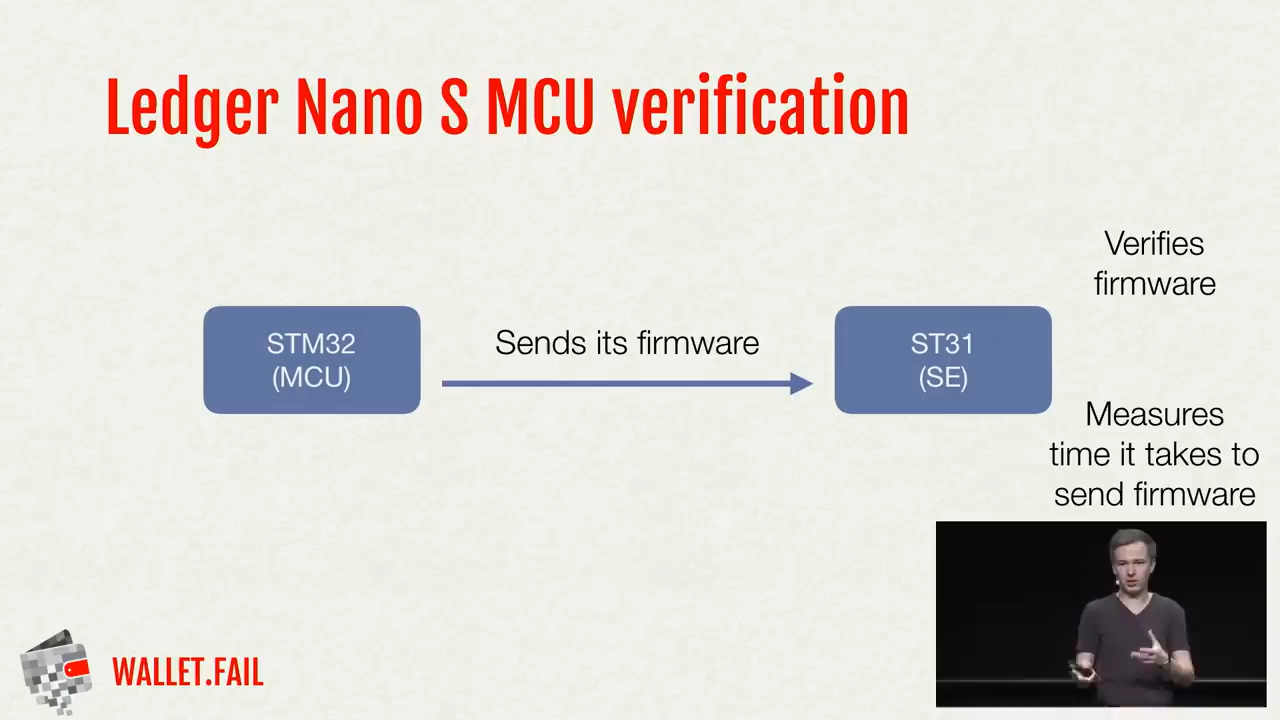 Ledger Nano S MCU verification
Verifies
firmware
STM32
(MCU)
Sends its firmware
ST31
(SE)
Measures
time it takes to
send firmware
WALLET.FAIL